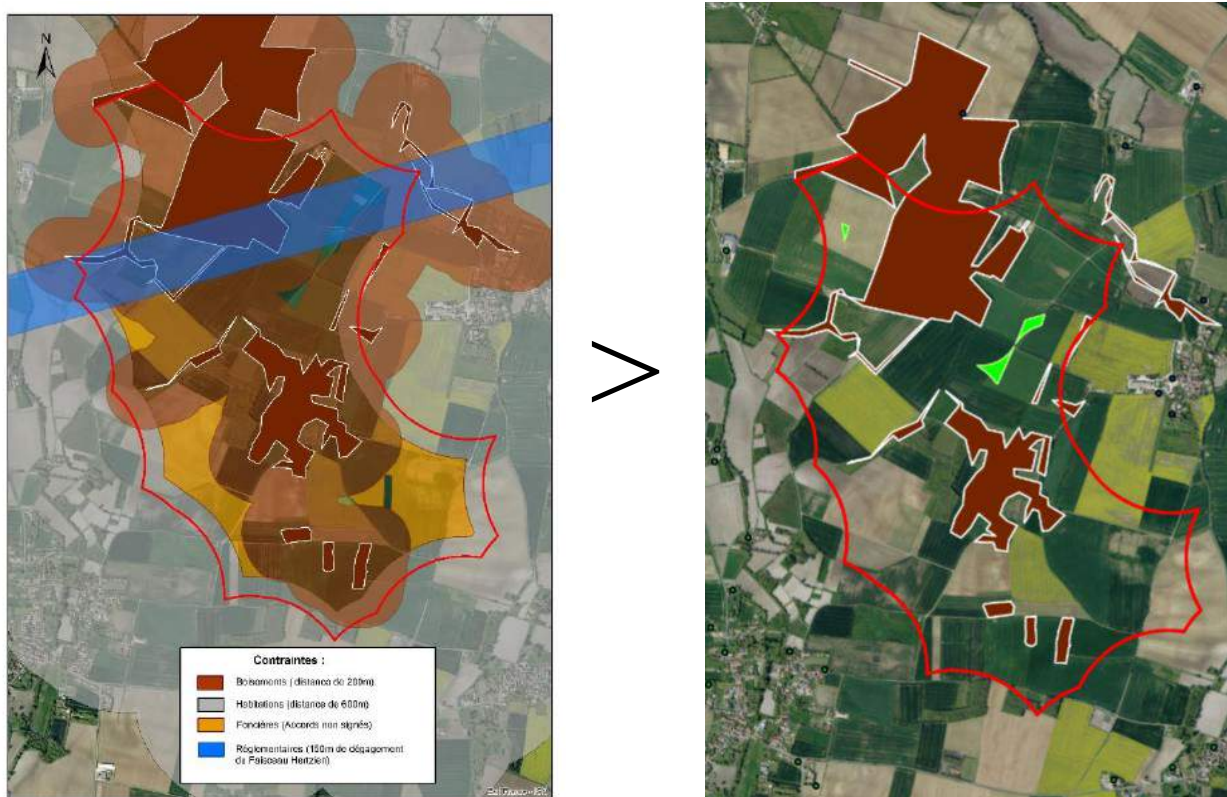 N
>
Contraintes :
Boisements (distance de 200m)
Habitations (distance de 600m)
Foncières (Accords non signés)
Réglementaires (150m de dégagement
du Faisceau Hertzien)